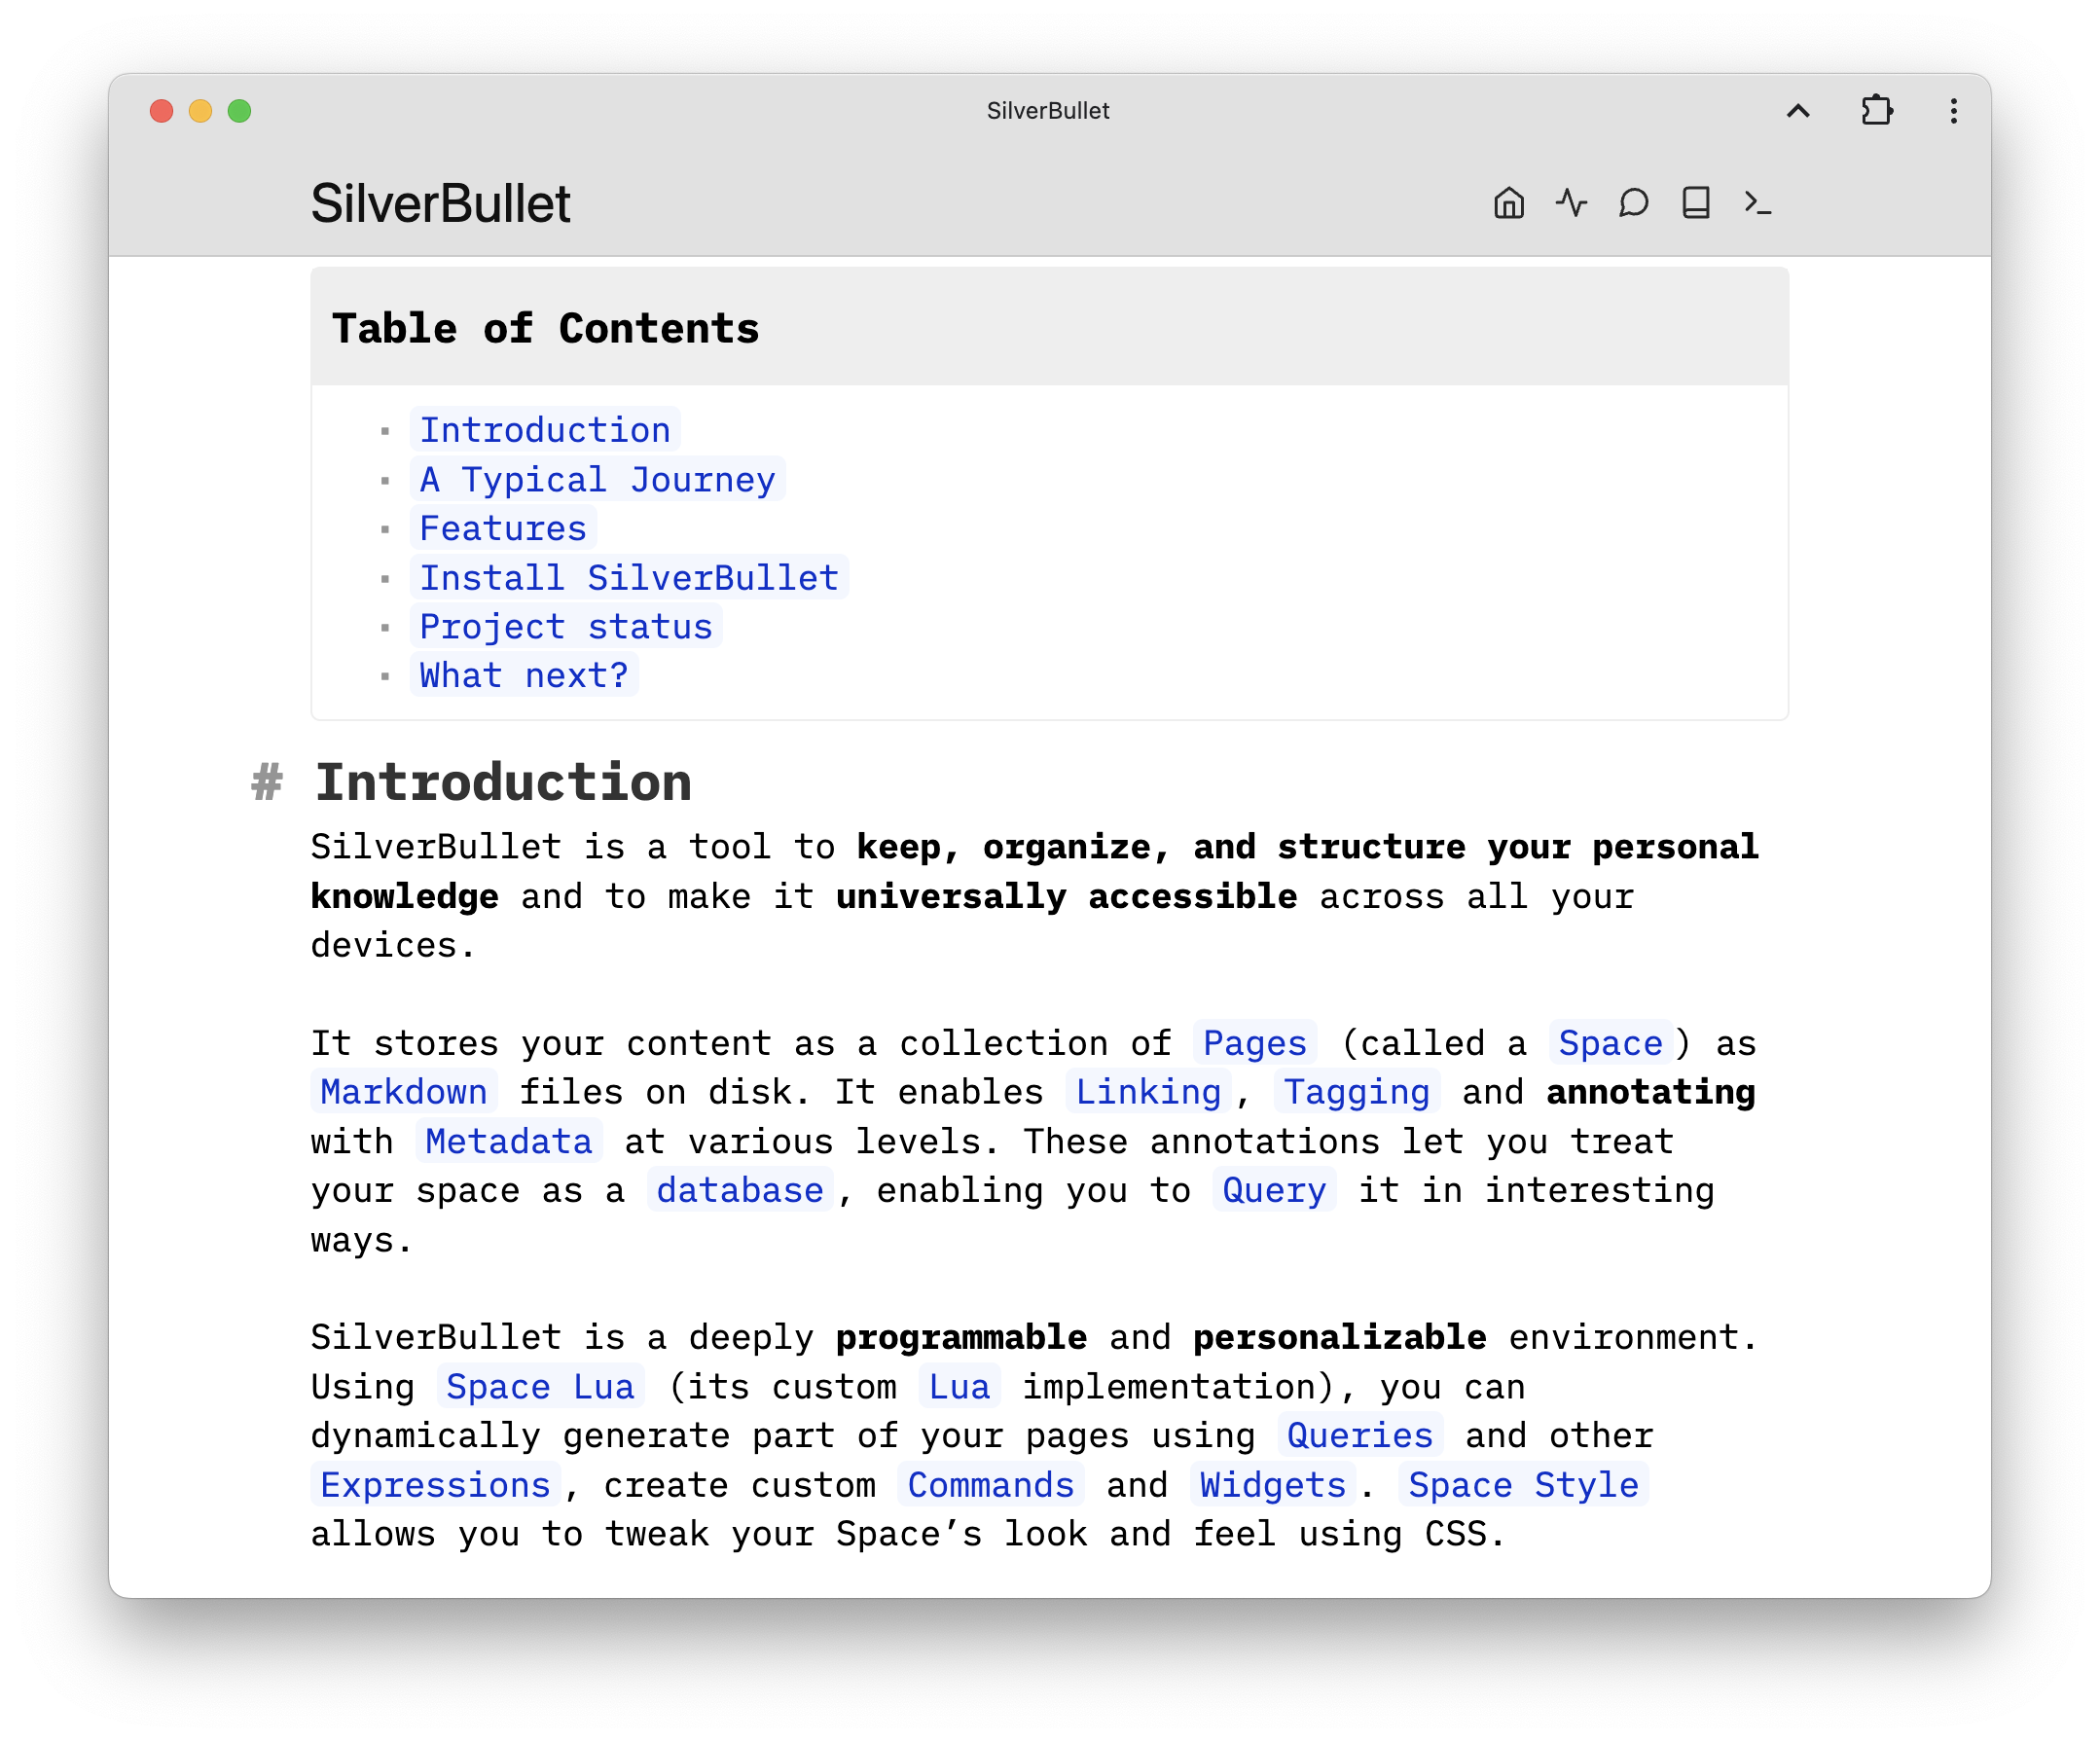 SilverBullet
SilverBullet
Table of Contents
Introduction
A Typical Journey
Features
Install SilverBullet
Project status
What next?
# Introduction
SilverBullet is a tool to keep, organize, and structure your personal
knowledge and to make it universally accessible across all your
devices.
It stores your content as a collection of Pages (called a Space) as
Markdown files on disk. It enables Linking, Tagging and annotating
with Metadata at various levels. These annotations let you treat
your space as a database, enabling you to Query it in interesting
ways.
SilverBullet is a deeply programmable and personalizable environment.
Using Space Lua (its custom Lua implementation), you can
dynamically generate part of your pages using Queries and other
Expressions, create custom Commands and Widgets. Space Style
allows you to tweak your Space’s look and feel using CSS.